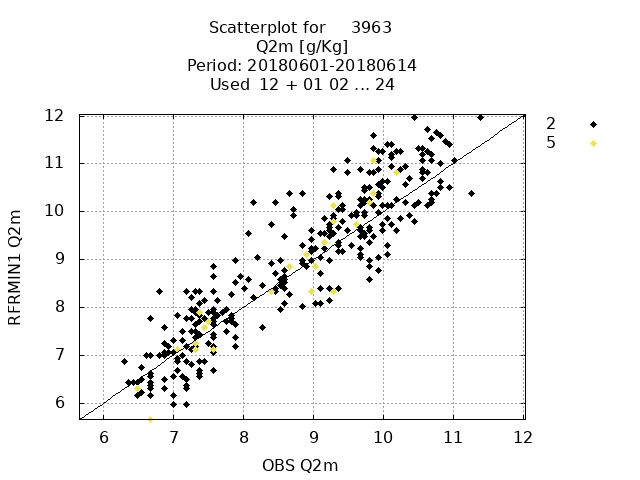 Scatterplot for 3963
Q2m [g/Kg]
Period: 20180601-20180614
Used 12 + 01 02 ... 24
RFRMIN1 Q2m
12
11
10
9
8
7
6
6 7 8 9 10 11 12
OBS Q2m
2
5